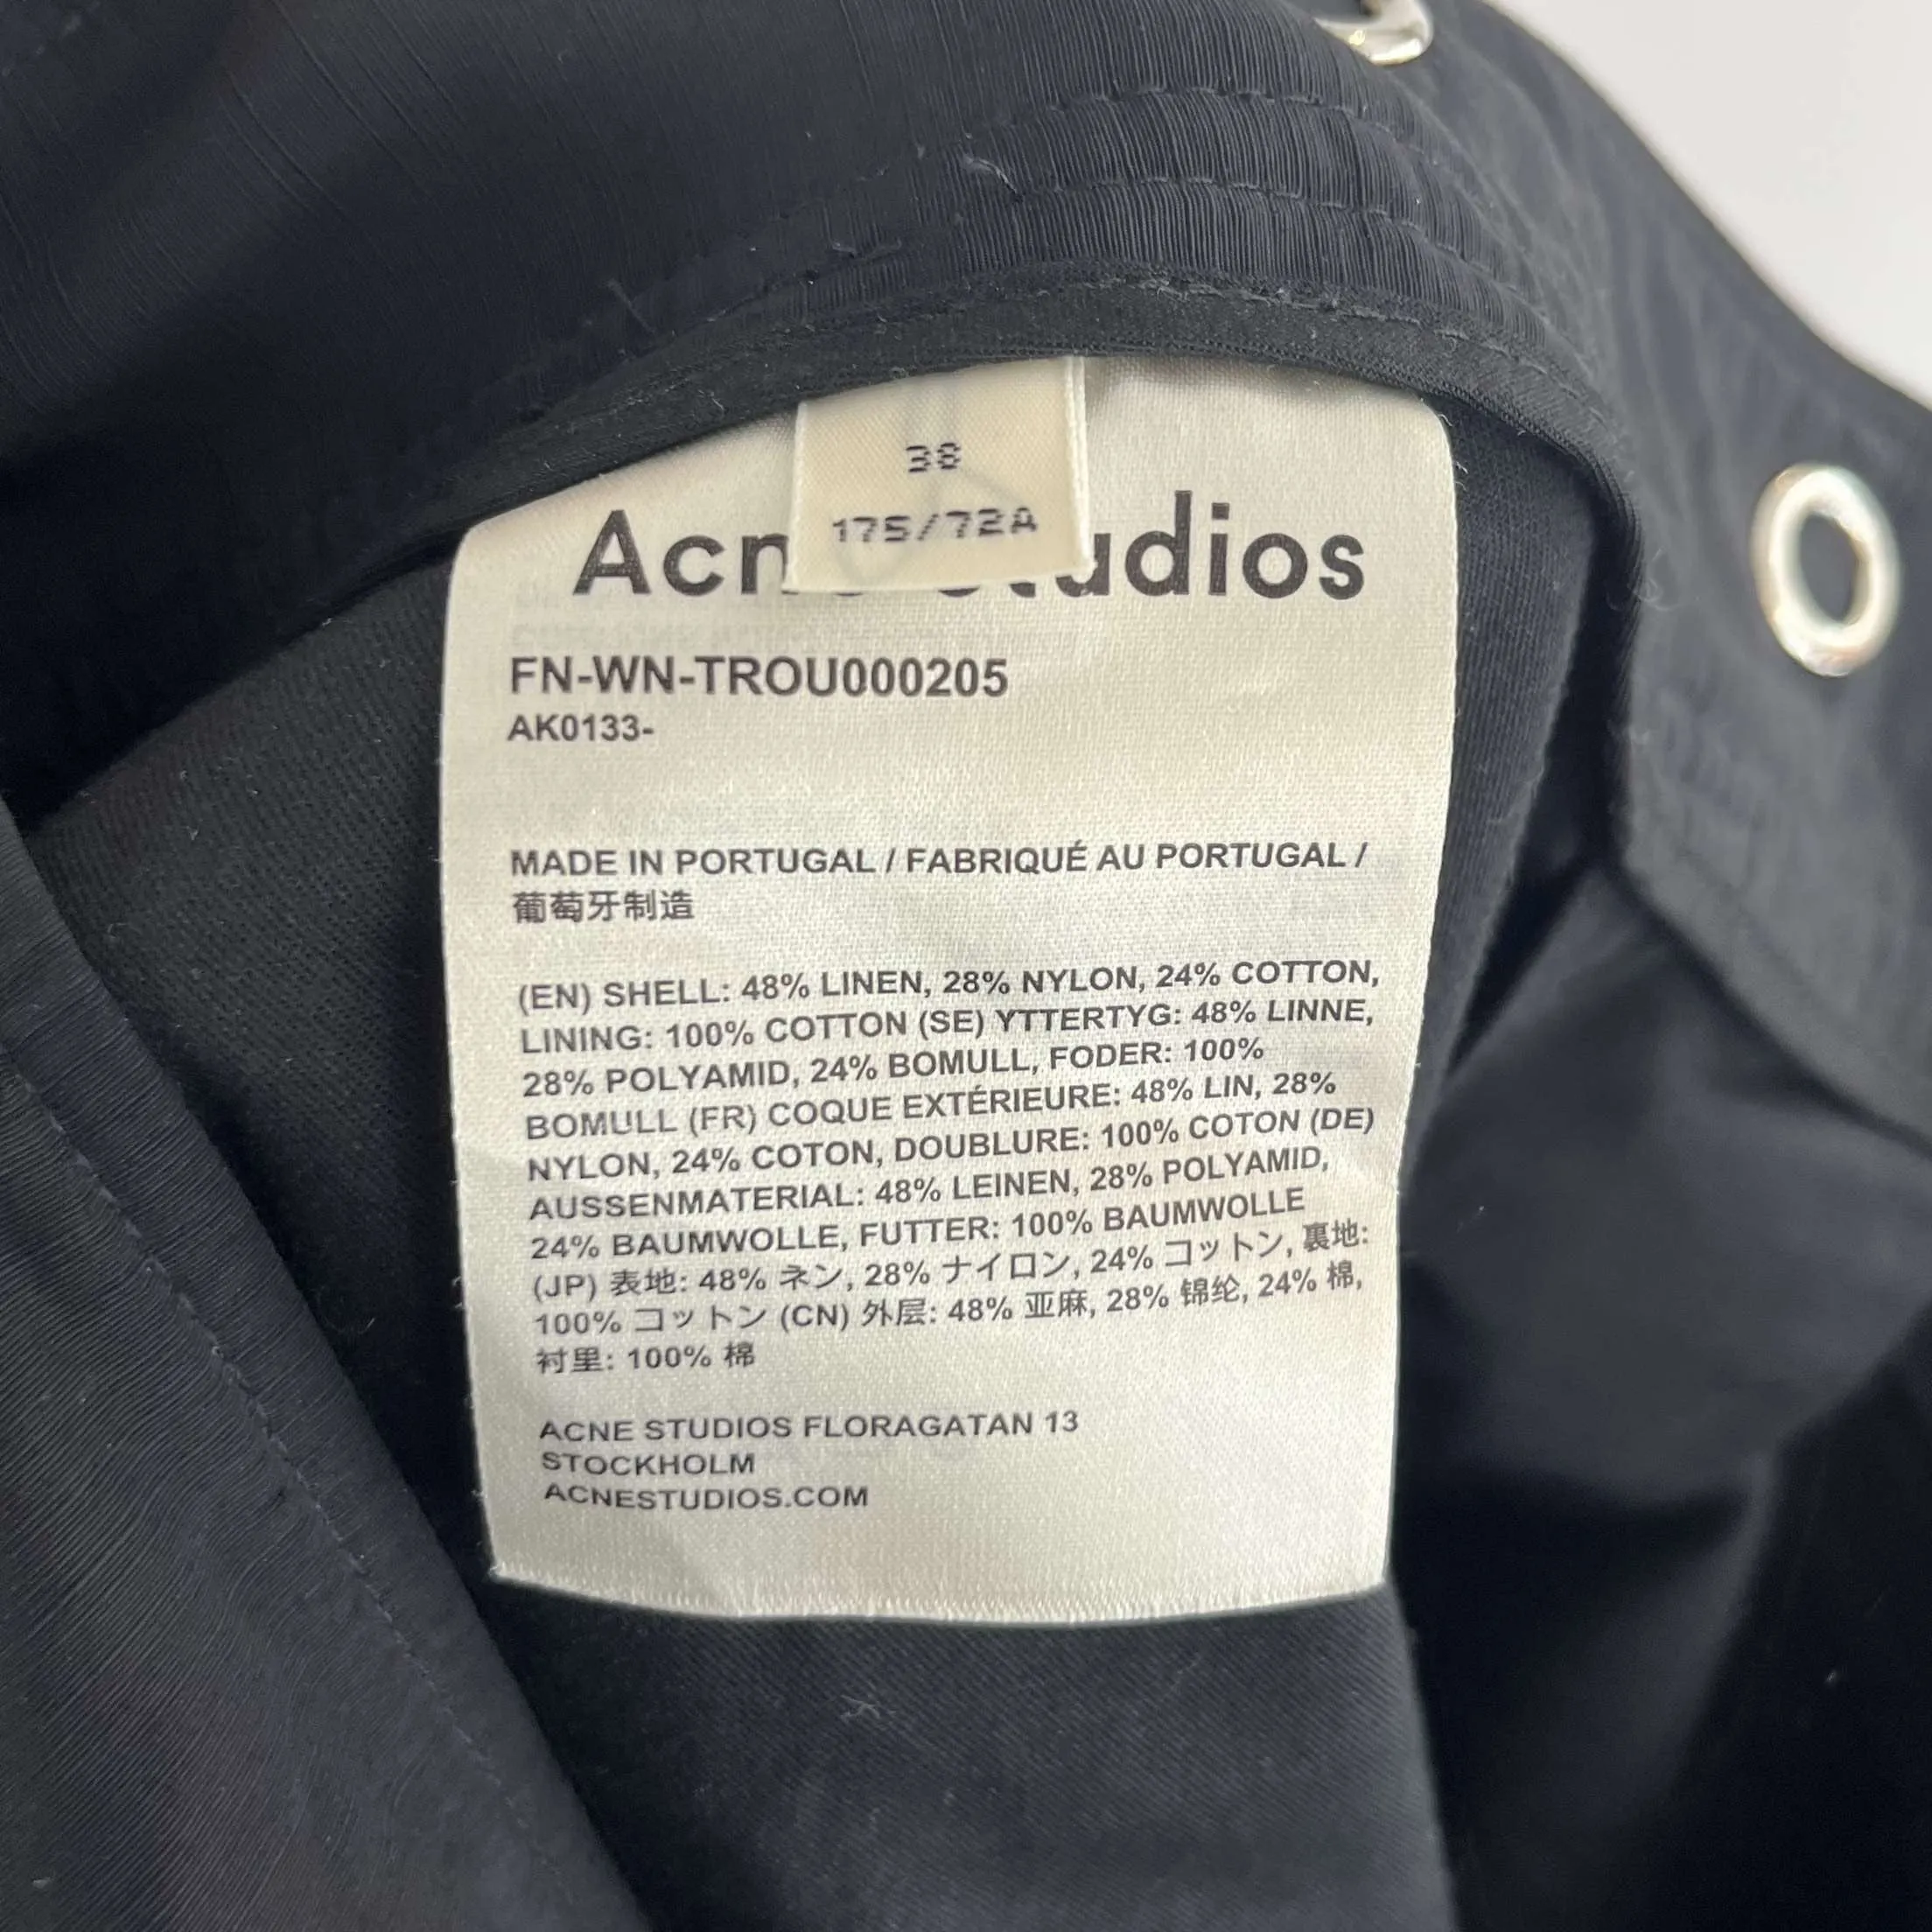 38
175/72A
Acne Studios
FN-WN-TROU000205
AK0133-
MADE IN PORTUGAL / FABRIQUÉ AU PORTUGAL /
葡萄牙制造
(EN) SHELL: 48% LINEN, 28% NYLON, 24% COTTON,
LINING: 100% COTTON (SE) YTTERTYG: 48% LINNE,
28% POLYAMID, 24% BOMULL, FODER: 100%
BOMULL (FR) COQUE EXTÉRIEURE: 48% LIN, 28%
NYLON, 24% COTON, DOUBLURE: 100% COTON (DE)
AUSSENMATERIAL: 48% LEINEN, 28% POLYAMID,
24% BAUMWOLLE, FUTTER: 100% BAUMWOLLE
(JP) 表地: 48% ネン, 28% ナイロン, 24% コットン, 裏地:
100% コットン (CN) 外层: 48% 亚麻, 28% 锦纶, 24% 棉,
衬里: 100% 棉
ACNE STUDIOS FLORAGATAN 13
STOCKHOLM
ACNESTUDIOS.COM